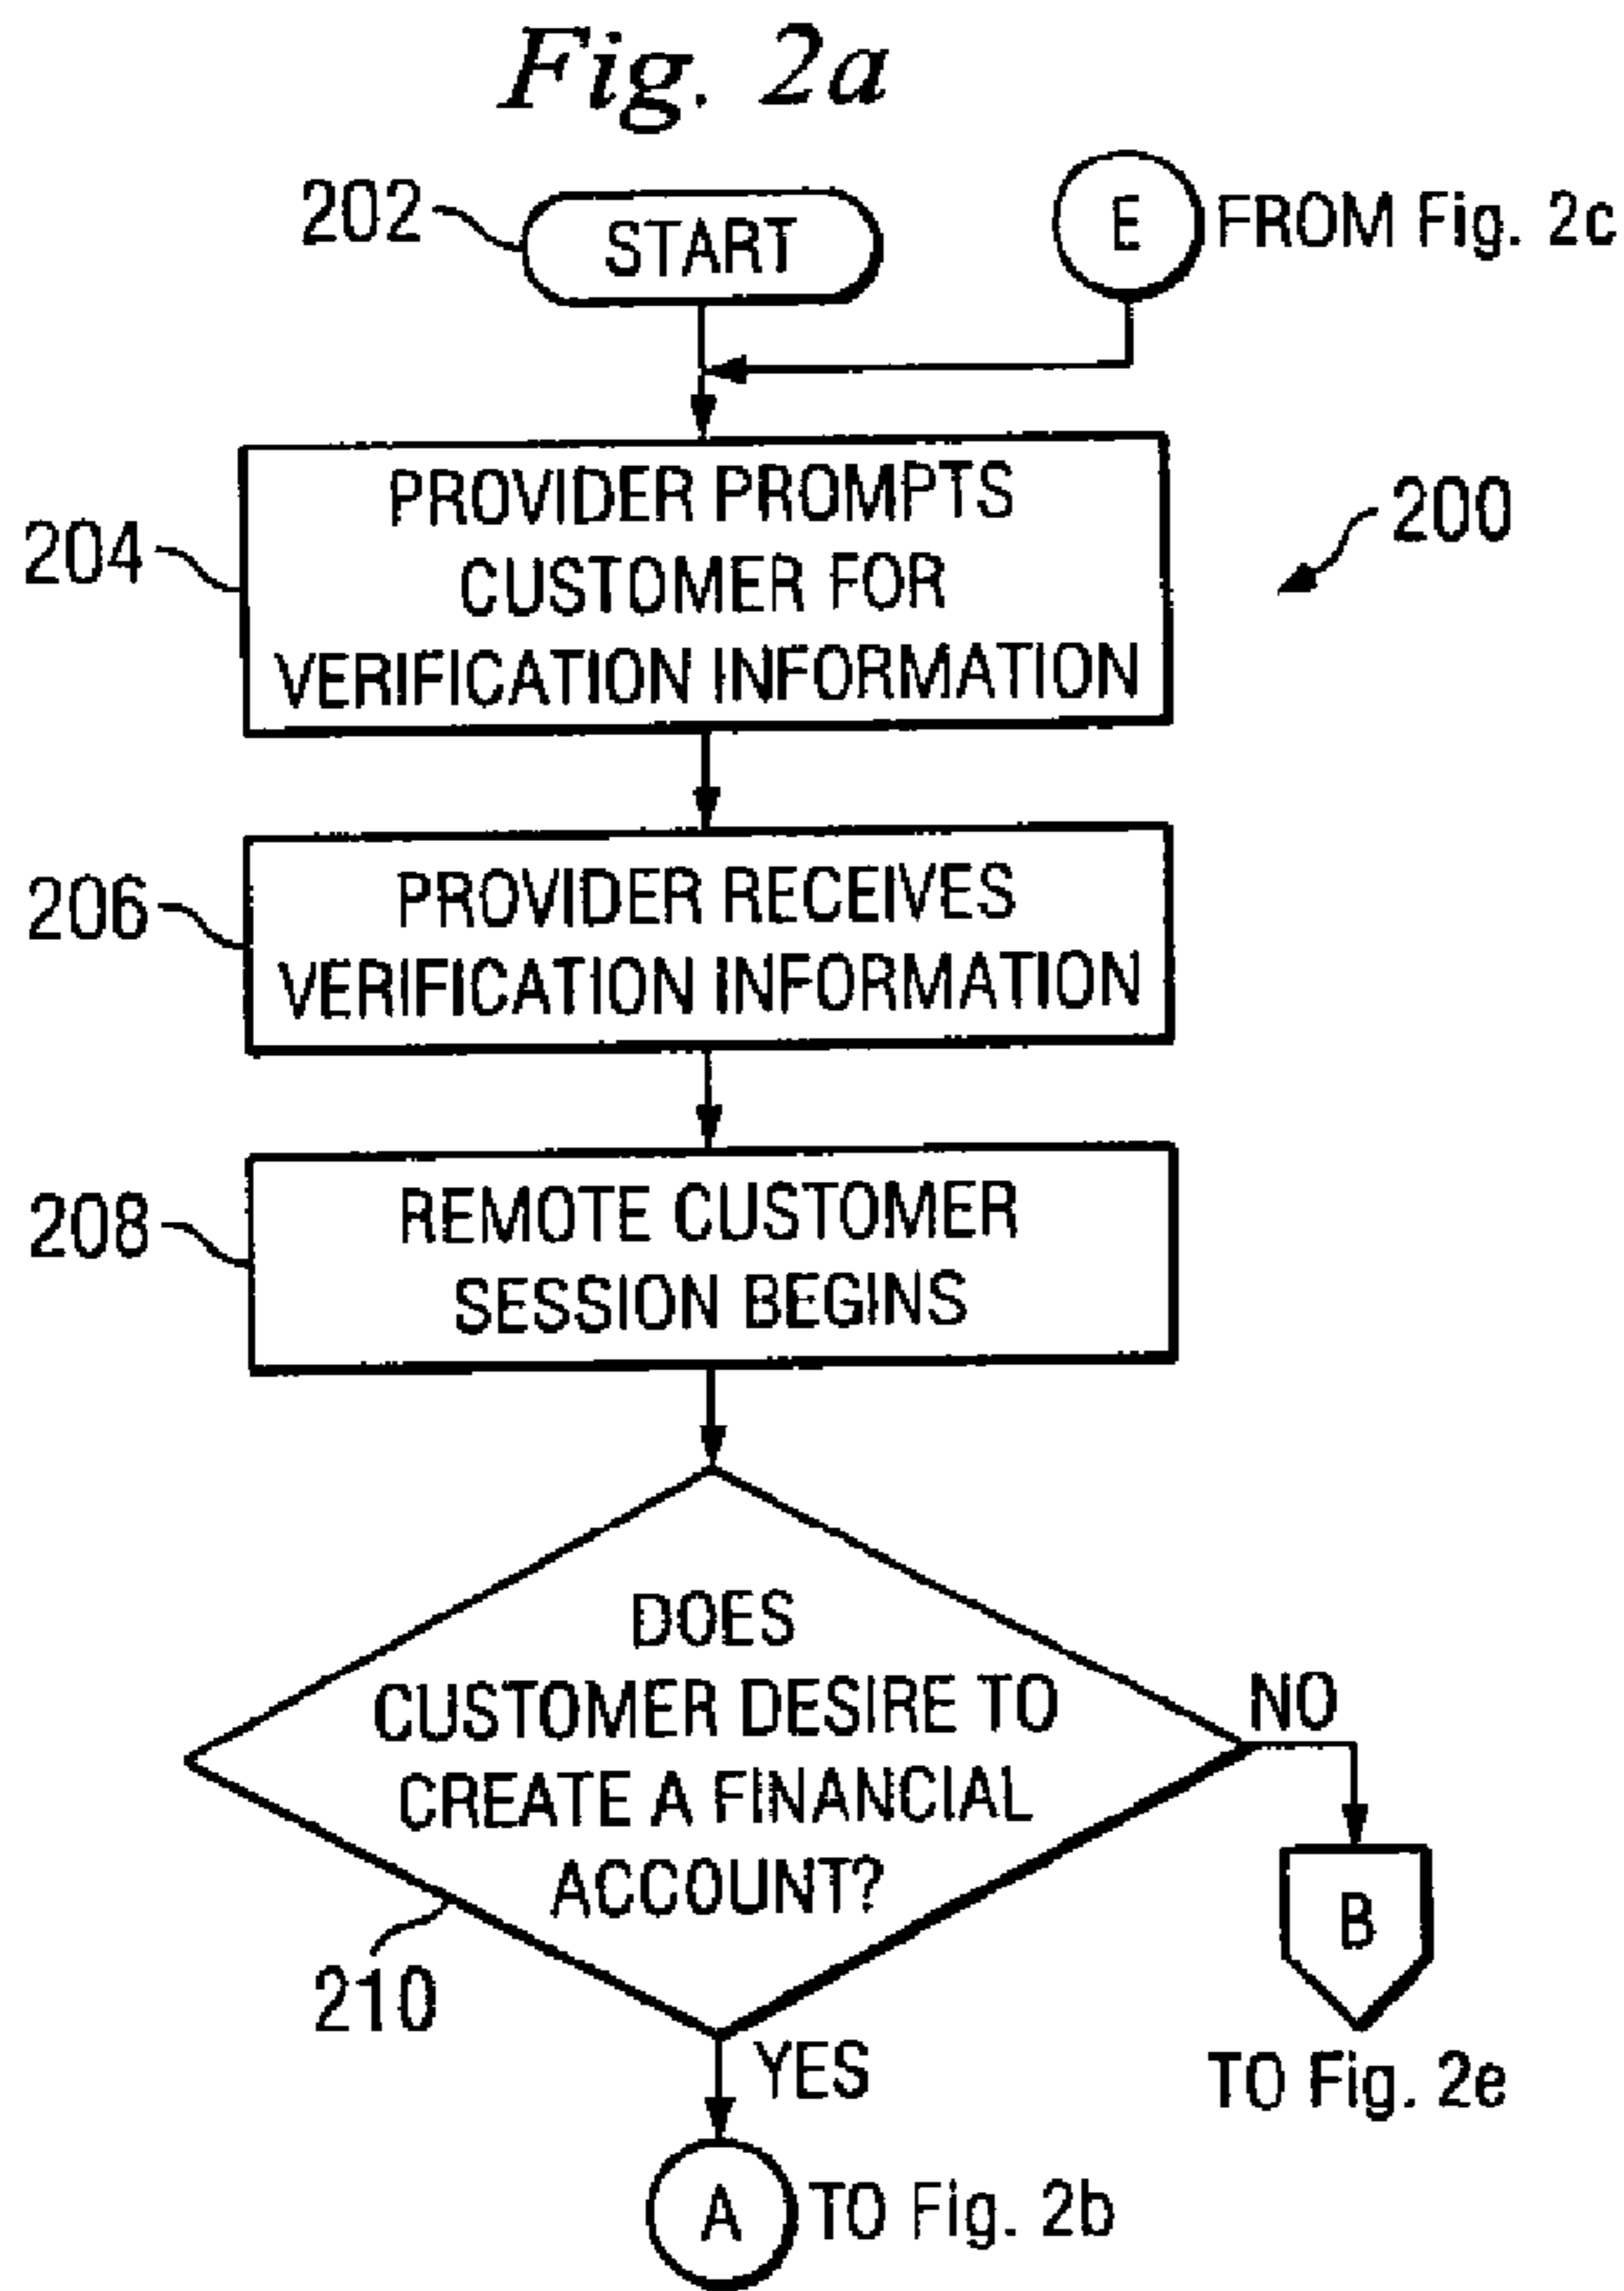 Fig. 2a
202
START
E
FROM Fig. 2c
PROVIDER PROMPTS
CUSTOMER FOR
VERIFICATION INFORMATION
204
200
PROVIDER RECEIVES
VERIFICATION INFORMATION
206
REMOTE CUSTOMER
SESSION BEGINS
208
DOES
CUSTOMER DESIRE TO
CREATE A FINANCIAL
ACCOUNT?
210
NO
B
TO Fig. 2e
YES
A
TO Fig. 2b